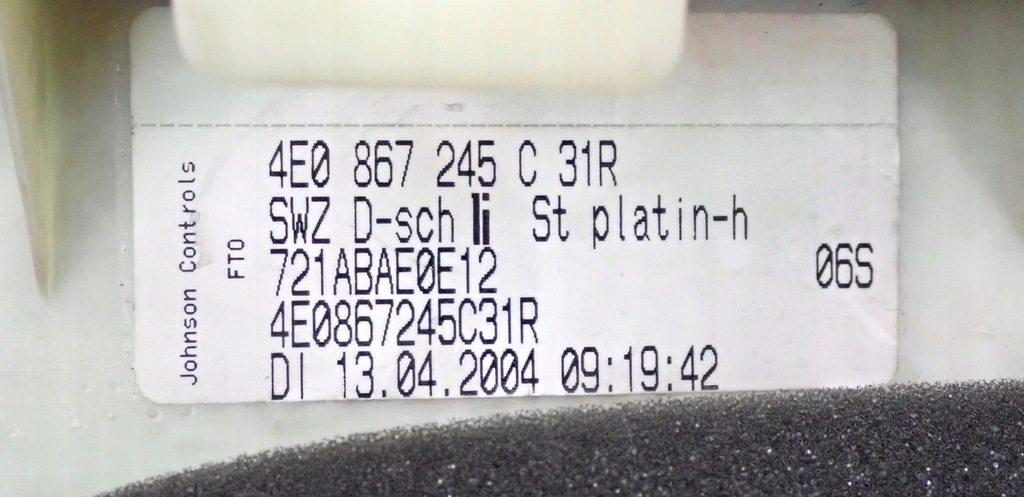 Johnson Controls
FTO
4E0 867 245 C 31R
SWZ D-sch li St platin-h
721ABAE0E12 06S
4E0867245C31R
DI 13.04.2004 09:19:42